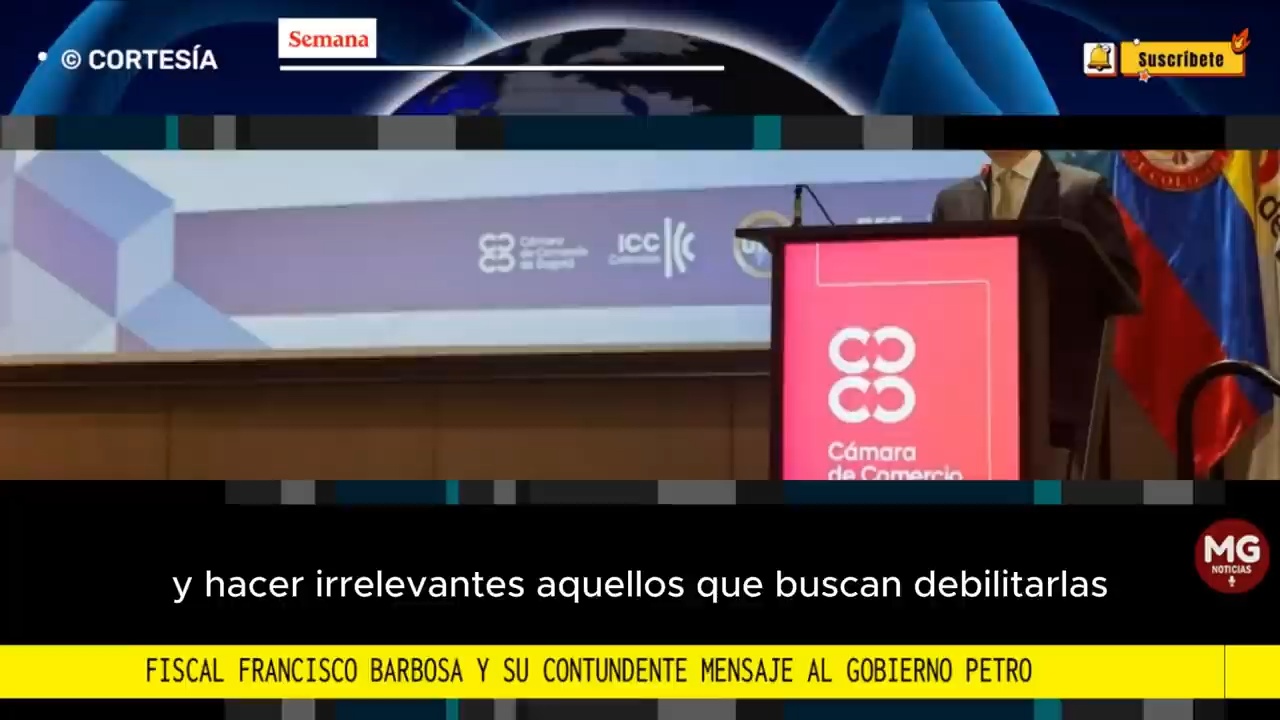 © CORTESÍA
Semana
Suscríbete
Cámara
de Comercio
de Bogotá
ICC
Colombia
Cámara
de Comercio
y hacer irrelevantes aquellos que buscan debilitarlas
MG
NOTICIAS
FISCAL FRANCISCO BARBOSA Y SU CONTUNDENTE MENSAJE AL GOBIERNO PETRO